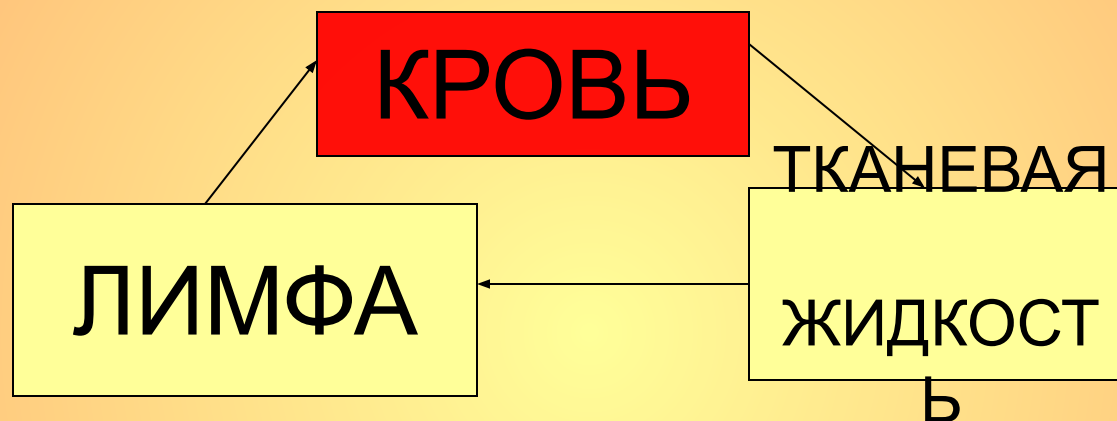 КРОВЬ
ТКАНЕВАЯ
ЛИМФА
ЖИДКОСТ
Ь